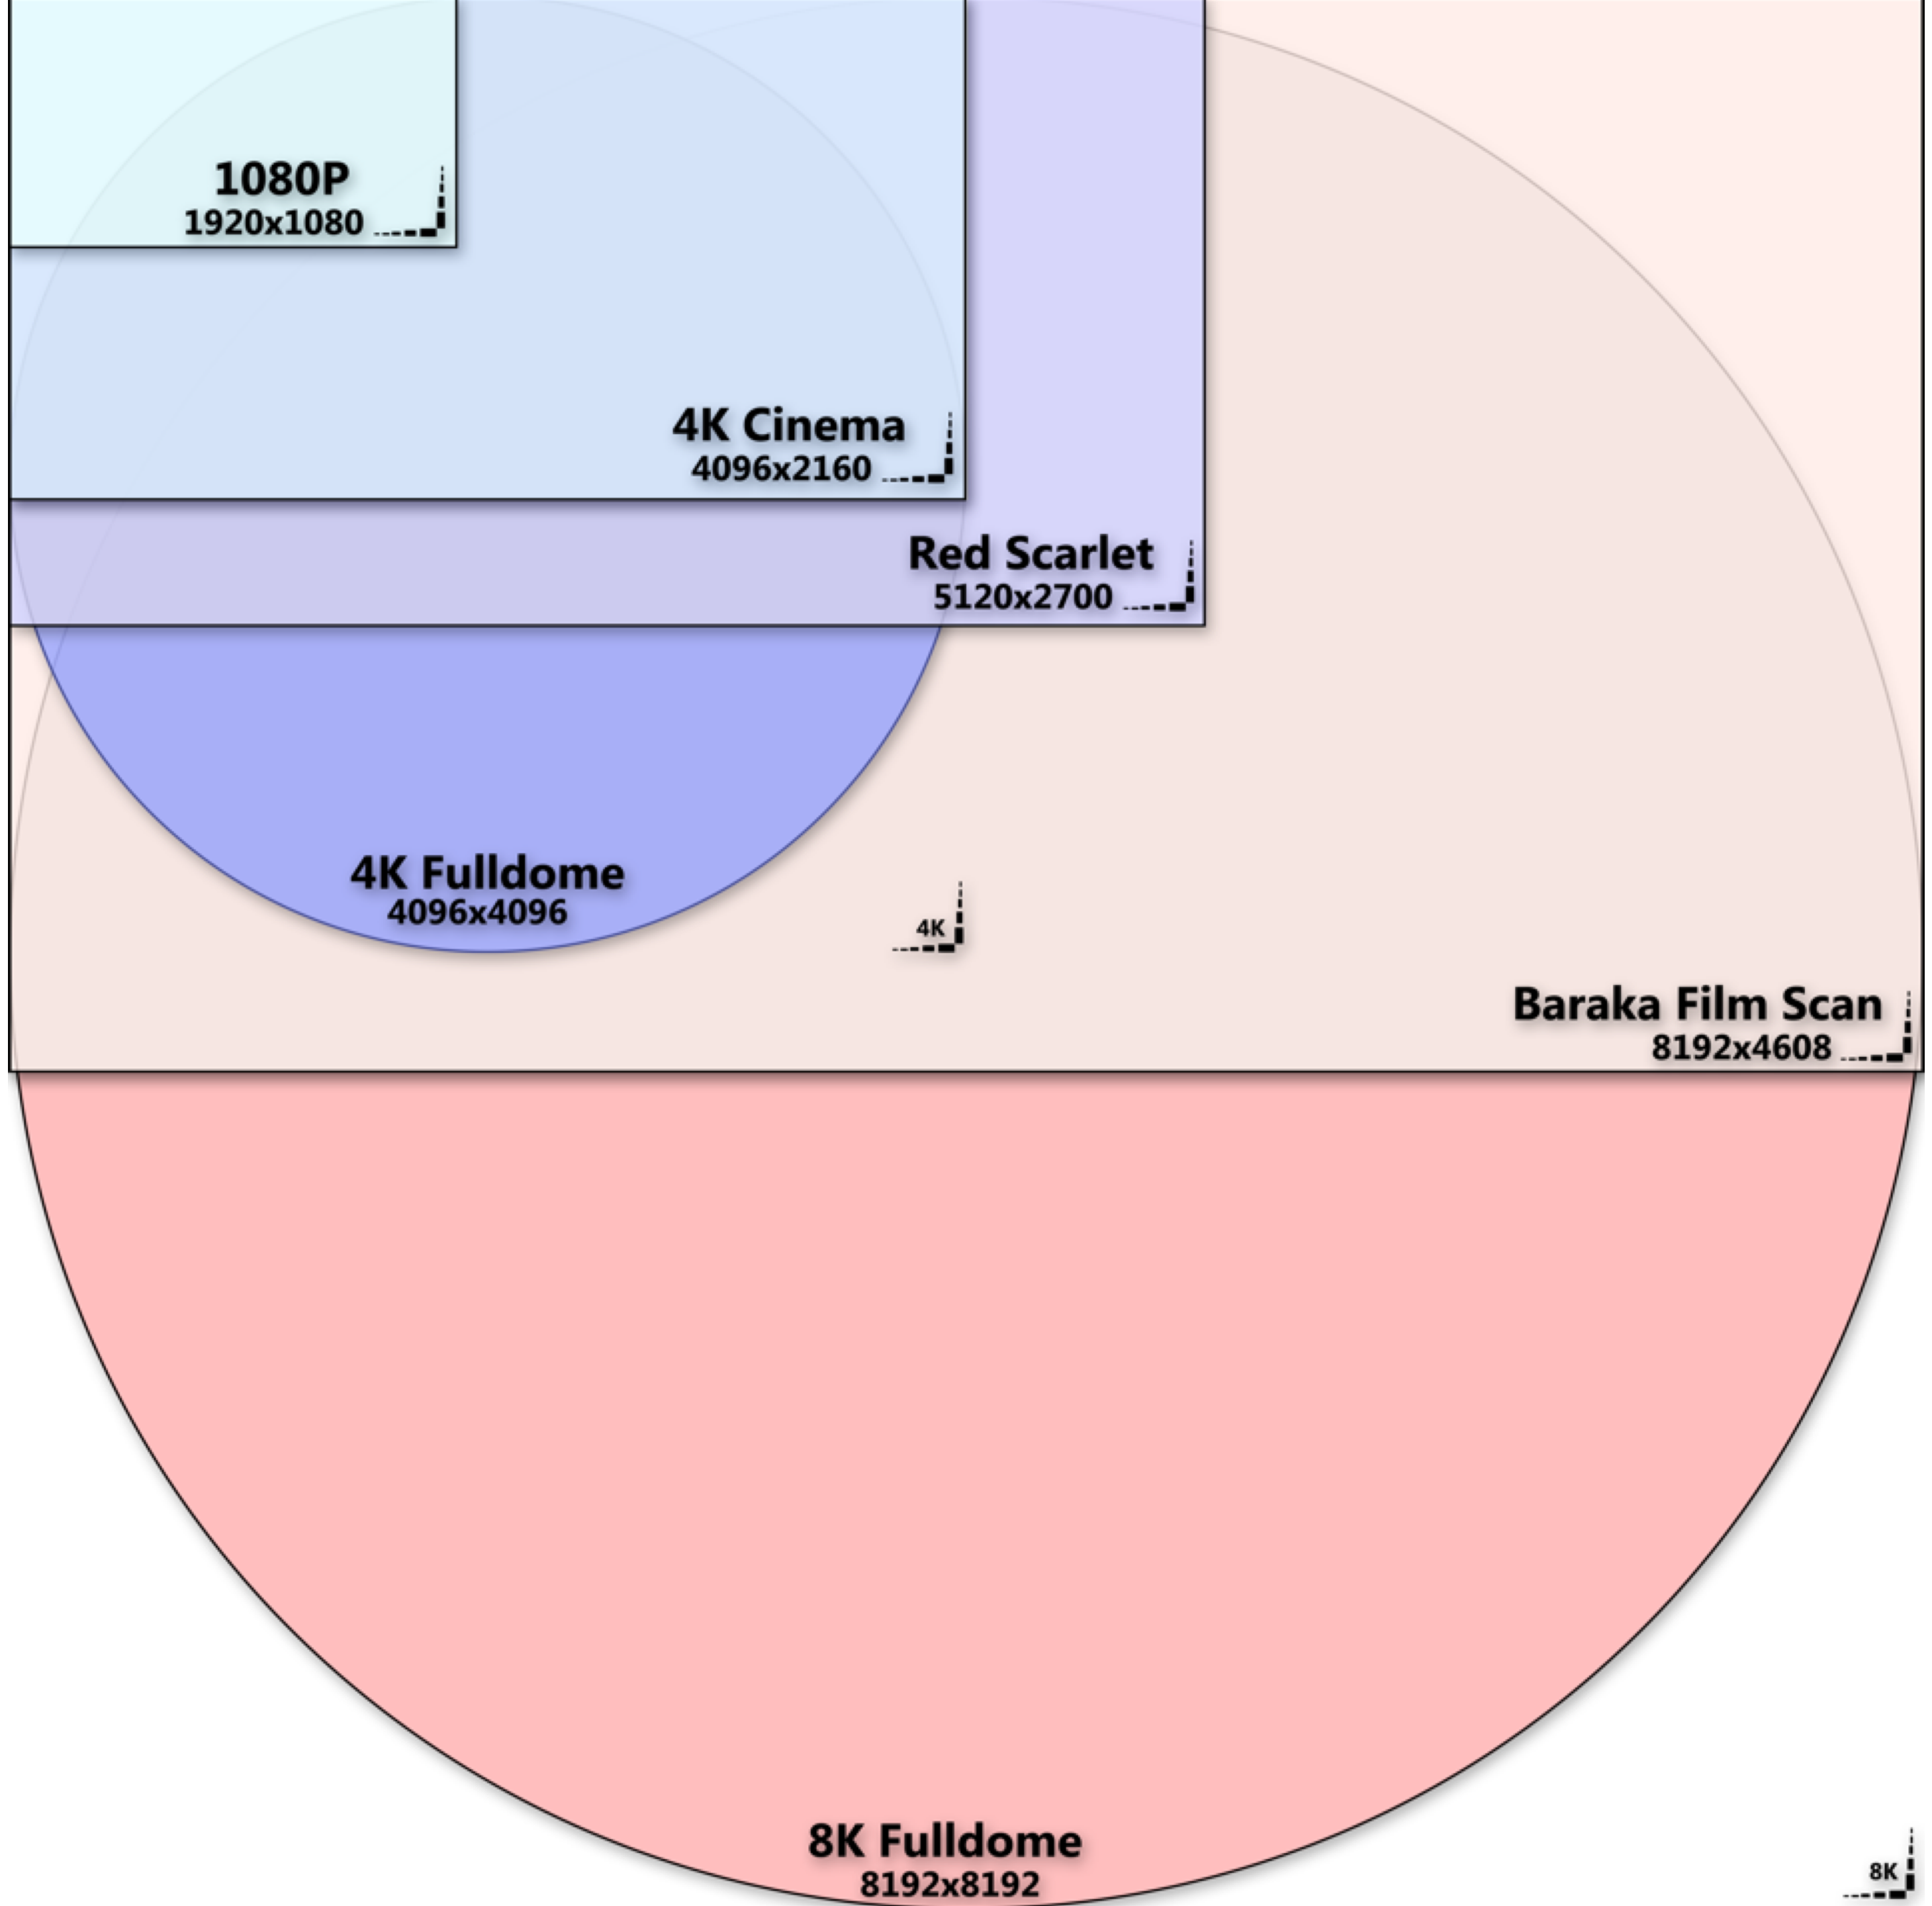 1080P
1920x1080
4K Cinema
4096x2160
Red Scarlet
5120x2700
4K Fulldome
4096x4096
4K
Baraka Film Scan
8192x4608
8K Fulldome
8192x8192
8K